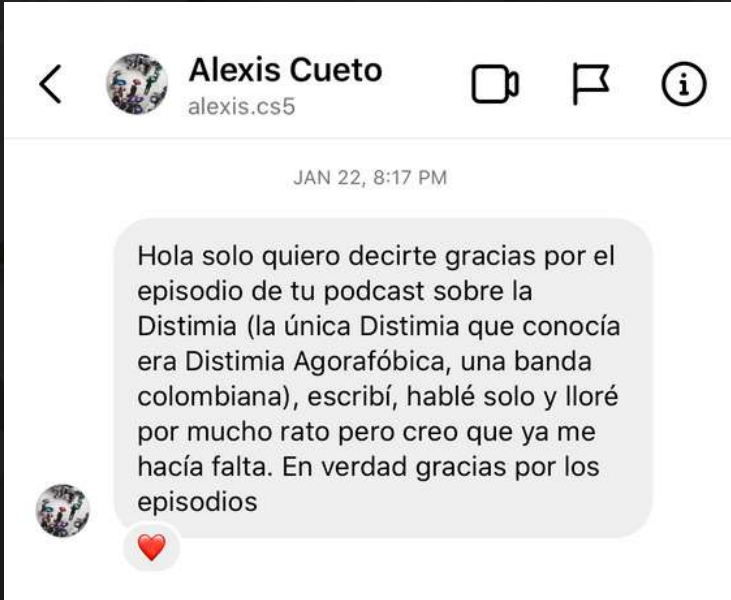 Alexis Cueto
alexis.cs5
JAN 22, 8:17 PM
Hola solo quiero decirte gracias por el
episodio de tu podcast sobre la
Distimia (la única Distimia que conocía
era Distimia Agorafóbica, una banda
colombiana), escribí, hablé solo y lloré
por mucho rato pero creo que ya me
hacía falta. En verdad gracias por los
episodios